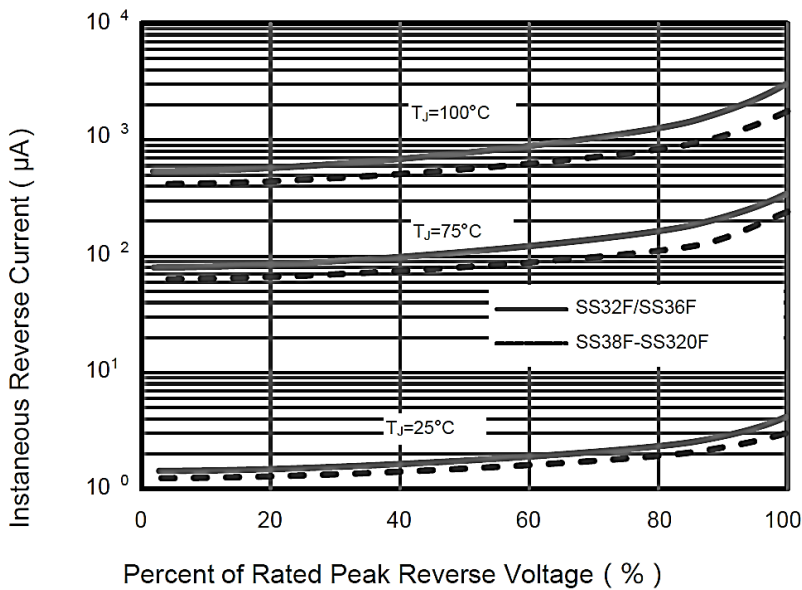 Instaneous Reverse Current ( μA)
10 4
10 3
10 2
10 1
10 0
TJ=100°C
TJ=75°C
SS32F/SS36F
SS38F-SS320F
TJ=25°C
0 20 40 60 80 100
Percent of Rated Peak Reverse Voltage ( % )